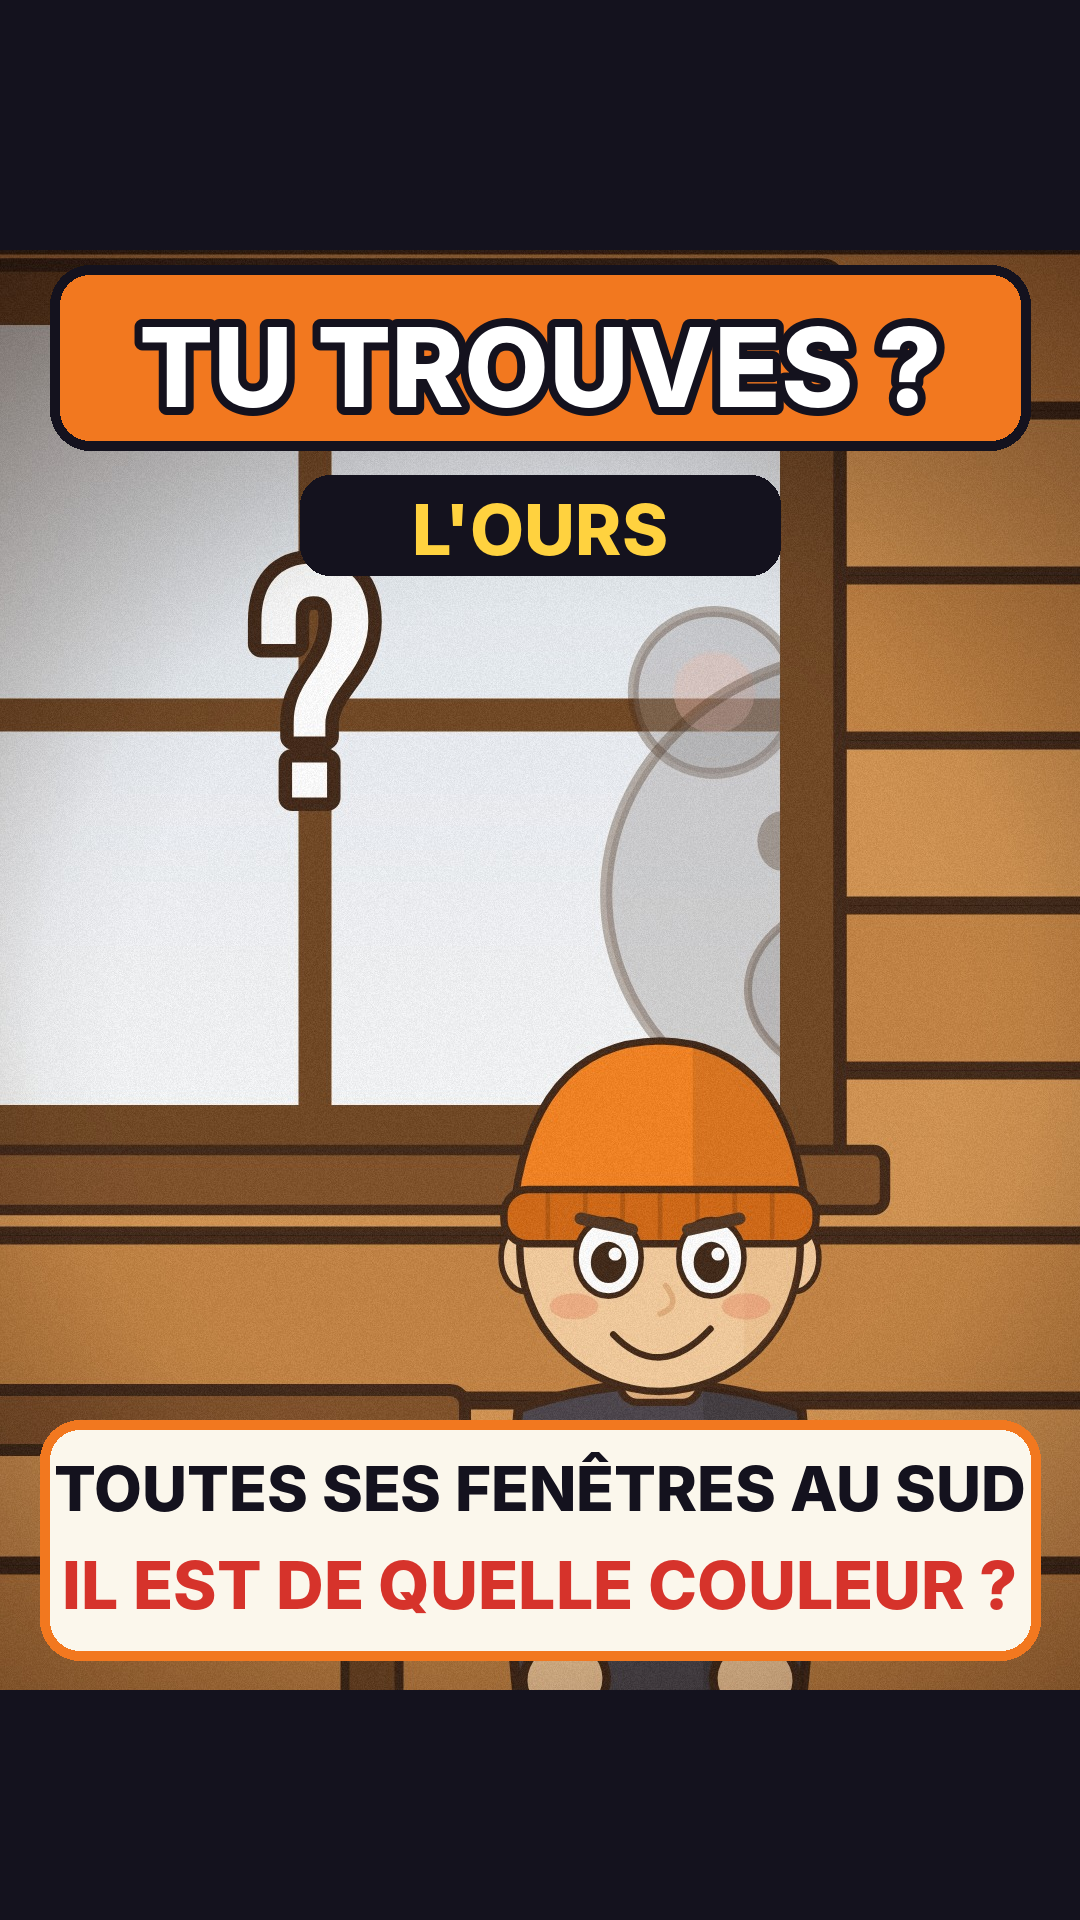 TU TROUVES ?
L'OURS
?
TOUTES SES FENÊTRES AU SUD
IL EST DE QUELLE COULEUR ?